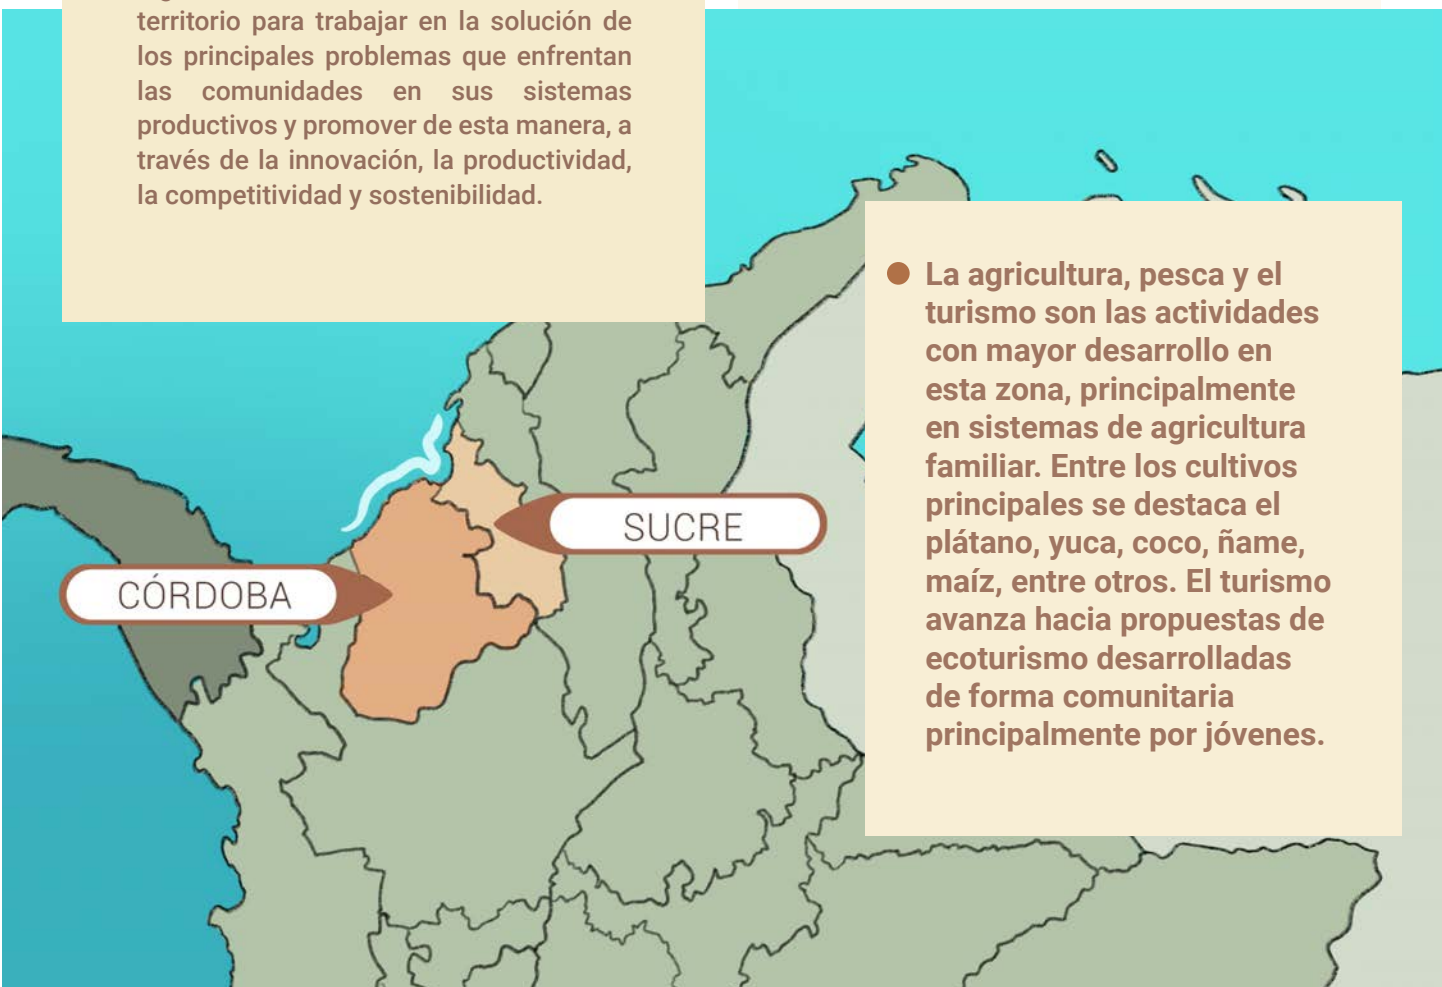 territorio para trabajar en la solución de
los principales problemas que enfrentan
las comunidades en sus sistemas
productivos y promover de esta manera, a
través de la innovación, la productividad,
la competitividad y sostenibilidad.
La agricultura, pesca y el
turismo son las actividades
con mayor desarrollo en
esta zona, principalmente
en sistemas de agricultura
familiar. Entre los cultivos
principales se destaca el
plátano, yuca, coco, ñame,
maíz, entre otros. El turismo
avanza hacia propuestas de
ecoturismo desarrolladas
de forma comunitaria
principalmente por jóvenes.
SUCRE
CÓRDOBA